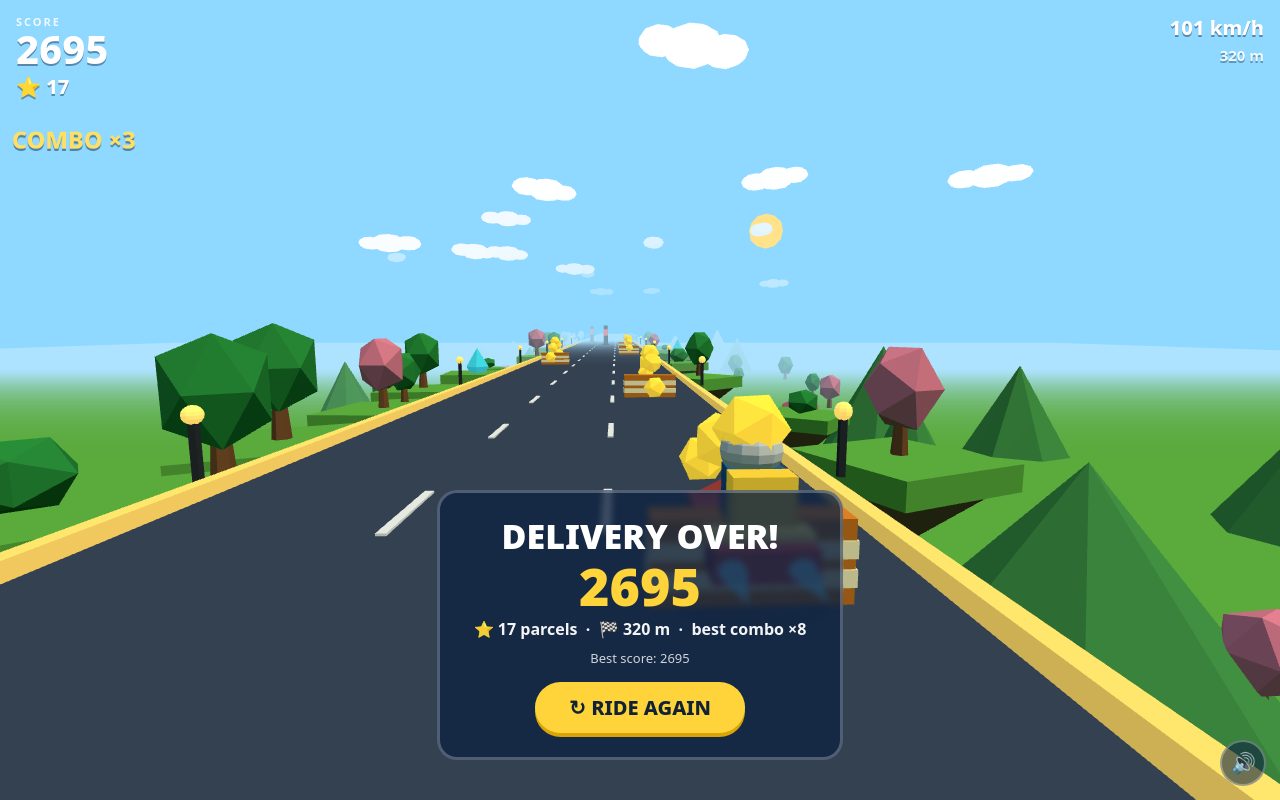 SCORE
2695
⭐ 17
COMBO ×3
101 km/h
320 m
DELIVERY OVER!
2695
⭐ 17 parcels · 🏁 320 m · best combo ×8
Best score: 2695
↻ RIDE AGAIN